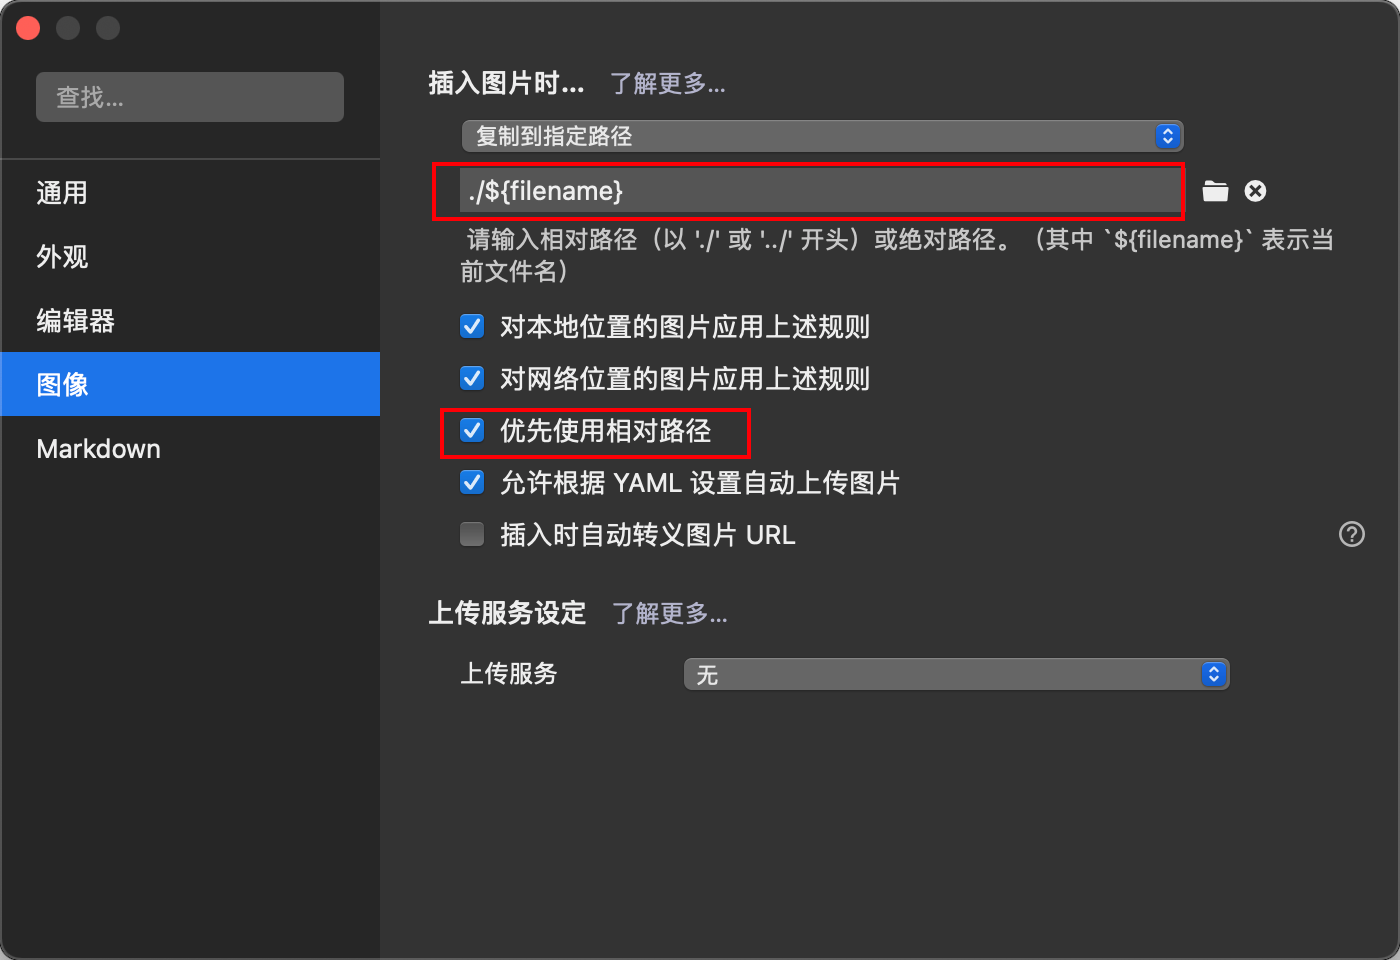 查找...
通用
外观
编辑器
图像
Markdown
插入图片时... 了解更多...
复制到指定路径
./${filename}
请输入相对路径（以 './' 或 '../' 开头）或绝对路径。（其中 `${filename}` 表示当
前文件名）
对本地位置的图片应用上述规则
对网络位置的图片应用上述规则
优先使用相对路径
允许根据 YAML 设置自动上传图片
插入时自动转义图片 URL
上传服务设定 了解更多...
上传服务 无